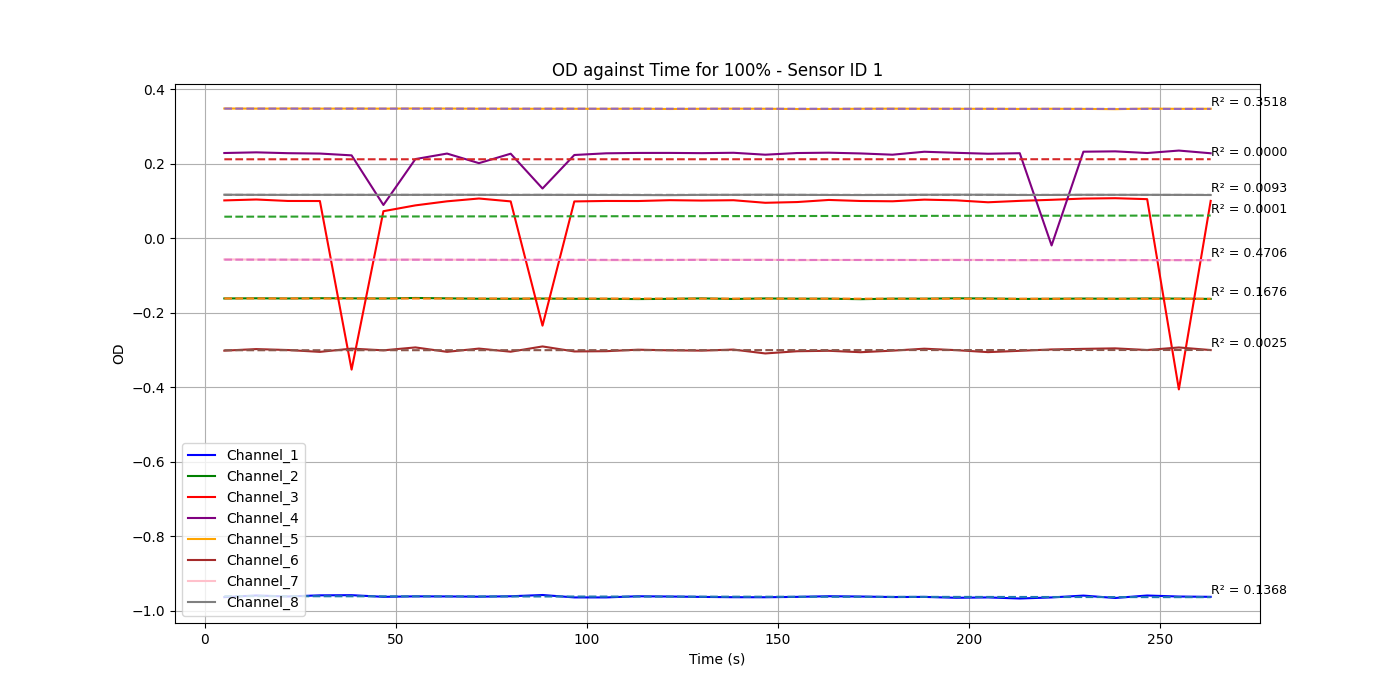 OD against Time for 100% - Sensor ID 1
0.4
0.2
0.0
−0.2
−0.4
−0.6
−0.8
−1.0
OD
R² = 0.3518
R² = 0.0000
R² = 0.0093
R² = 0.0001
R² = 0.4706
R² = 0.1676
R² = 0.0025
R² = 0.1368
Channel_1
Channel_2
Channel_3
Channel_4
Channel_5
Channel_6
Channel_7
Channel_8
0 50 100 150 200 250
Time (s)